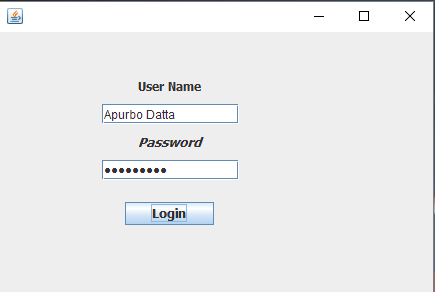 User Name
Apurbo Datta
Password
•••••••••
Login